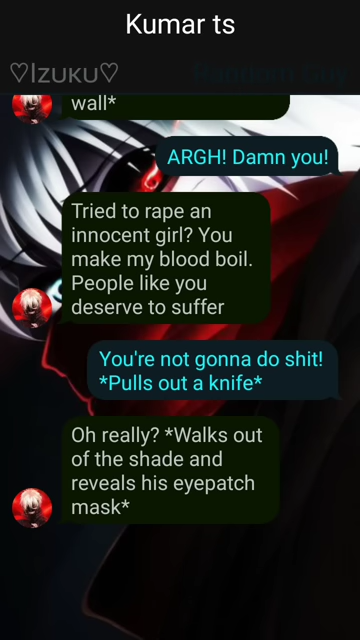 Kumar ts
♡Izuku♡
Random Guy
wall*
ARGH! Damn you!
Tried to rape an
innocent girl? You
make my blood boil.
People like you
deserve to suffer
You're not gonna do shit!
*Pulls out a knife*
Oh really? *Walks out
of the shade and
reveals his eyepatch
mask*